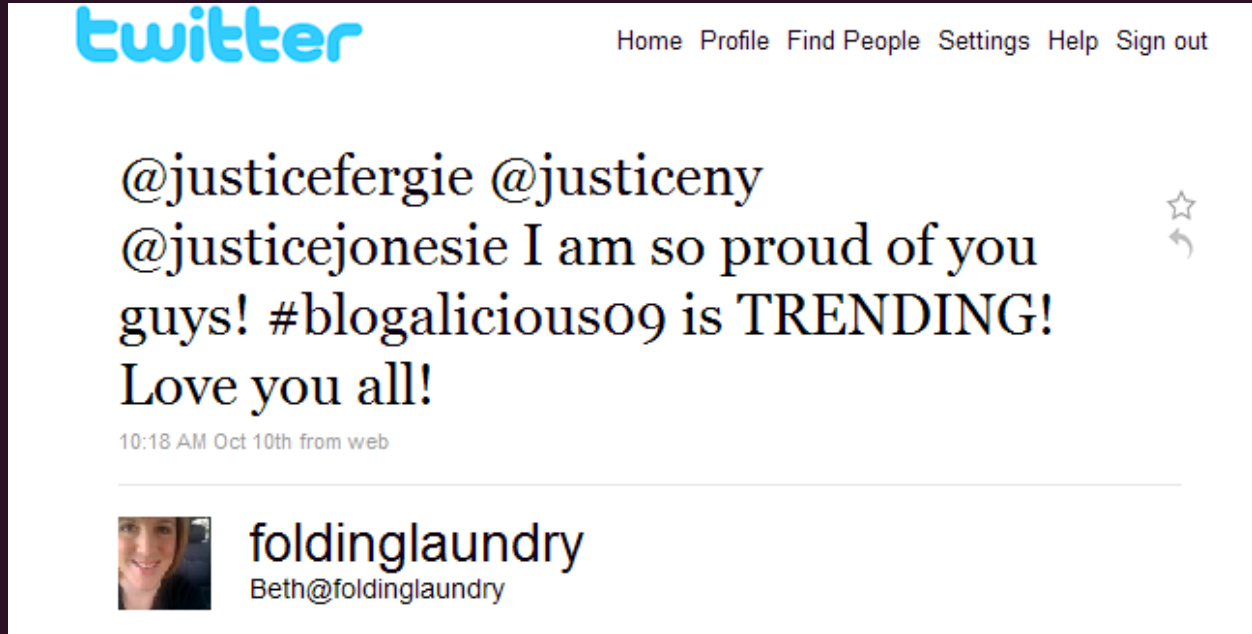 twitter
Home Profile Find People Settings Help Sign out
@justicefergie @justiceny
@justicejonesie I am so proud of you
guys! #blogalicious09 is TRENDING!
Love you all!
10:18 AM Oct 10th from web
foldinglaundry
Beth@foldinglaundry